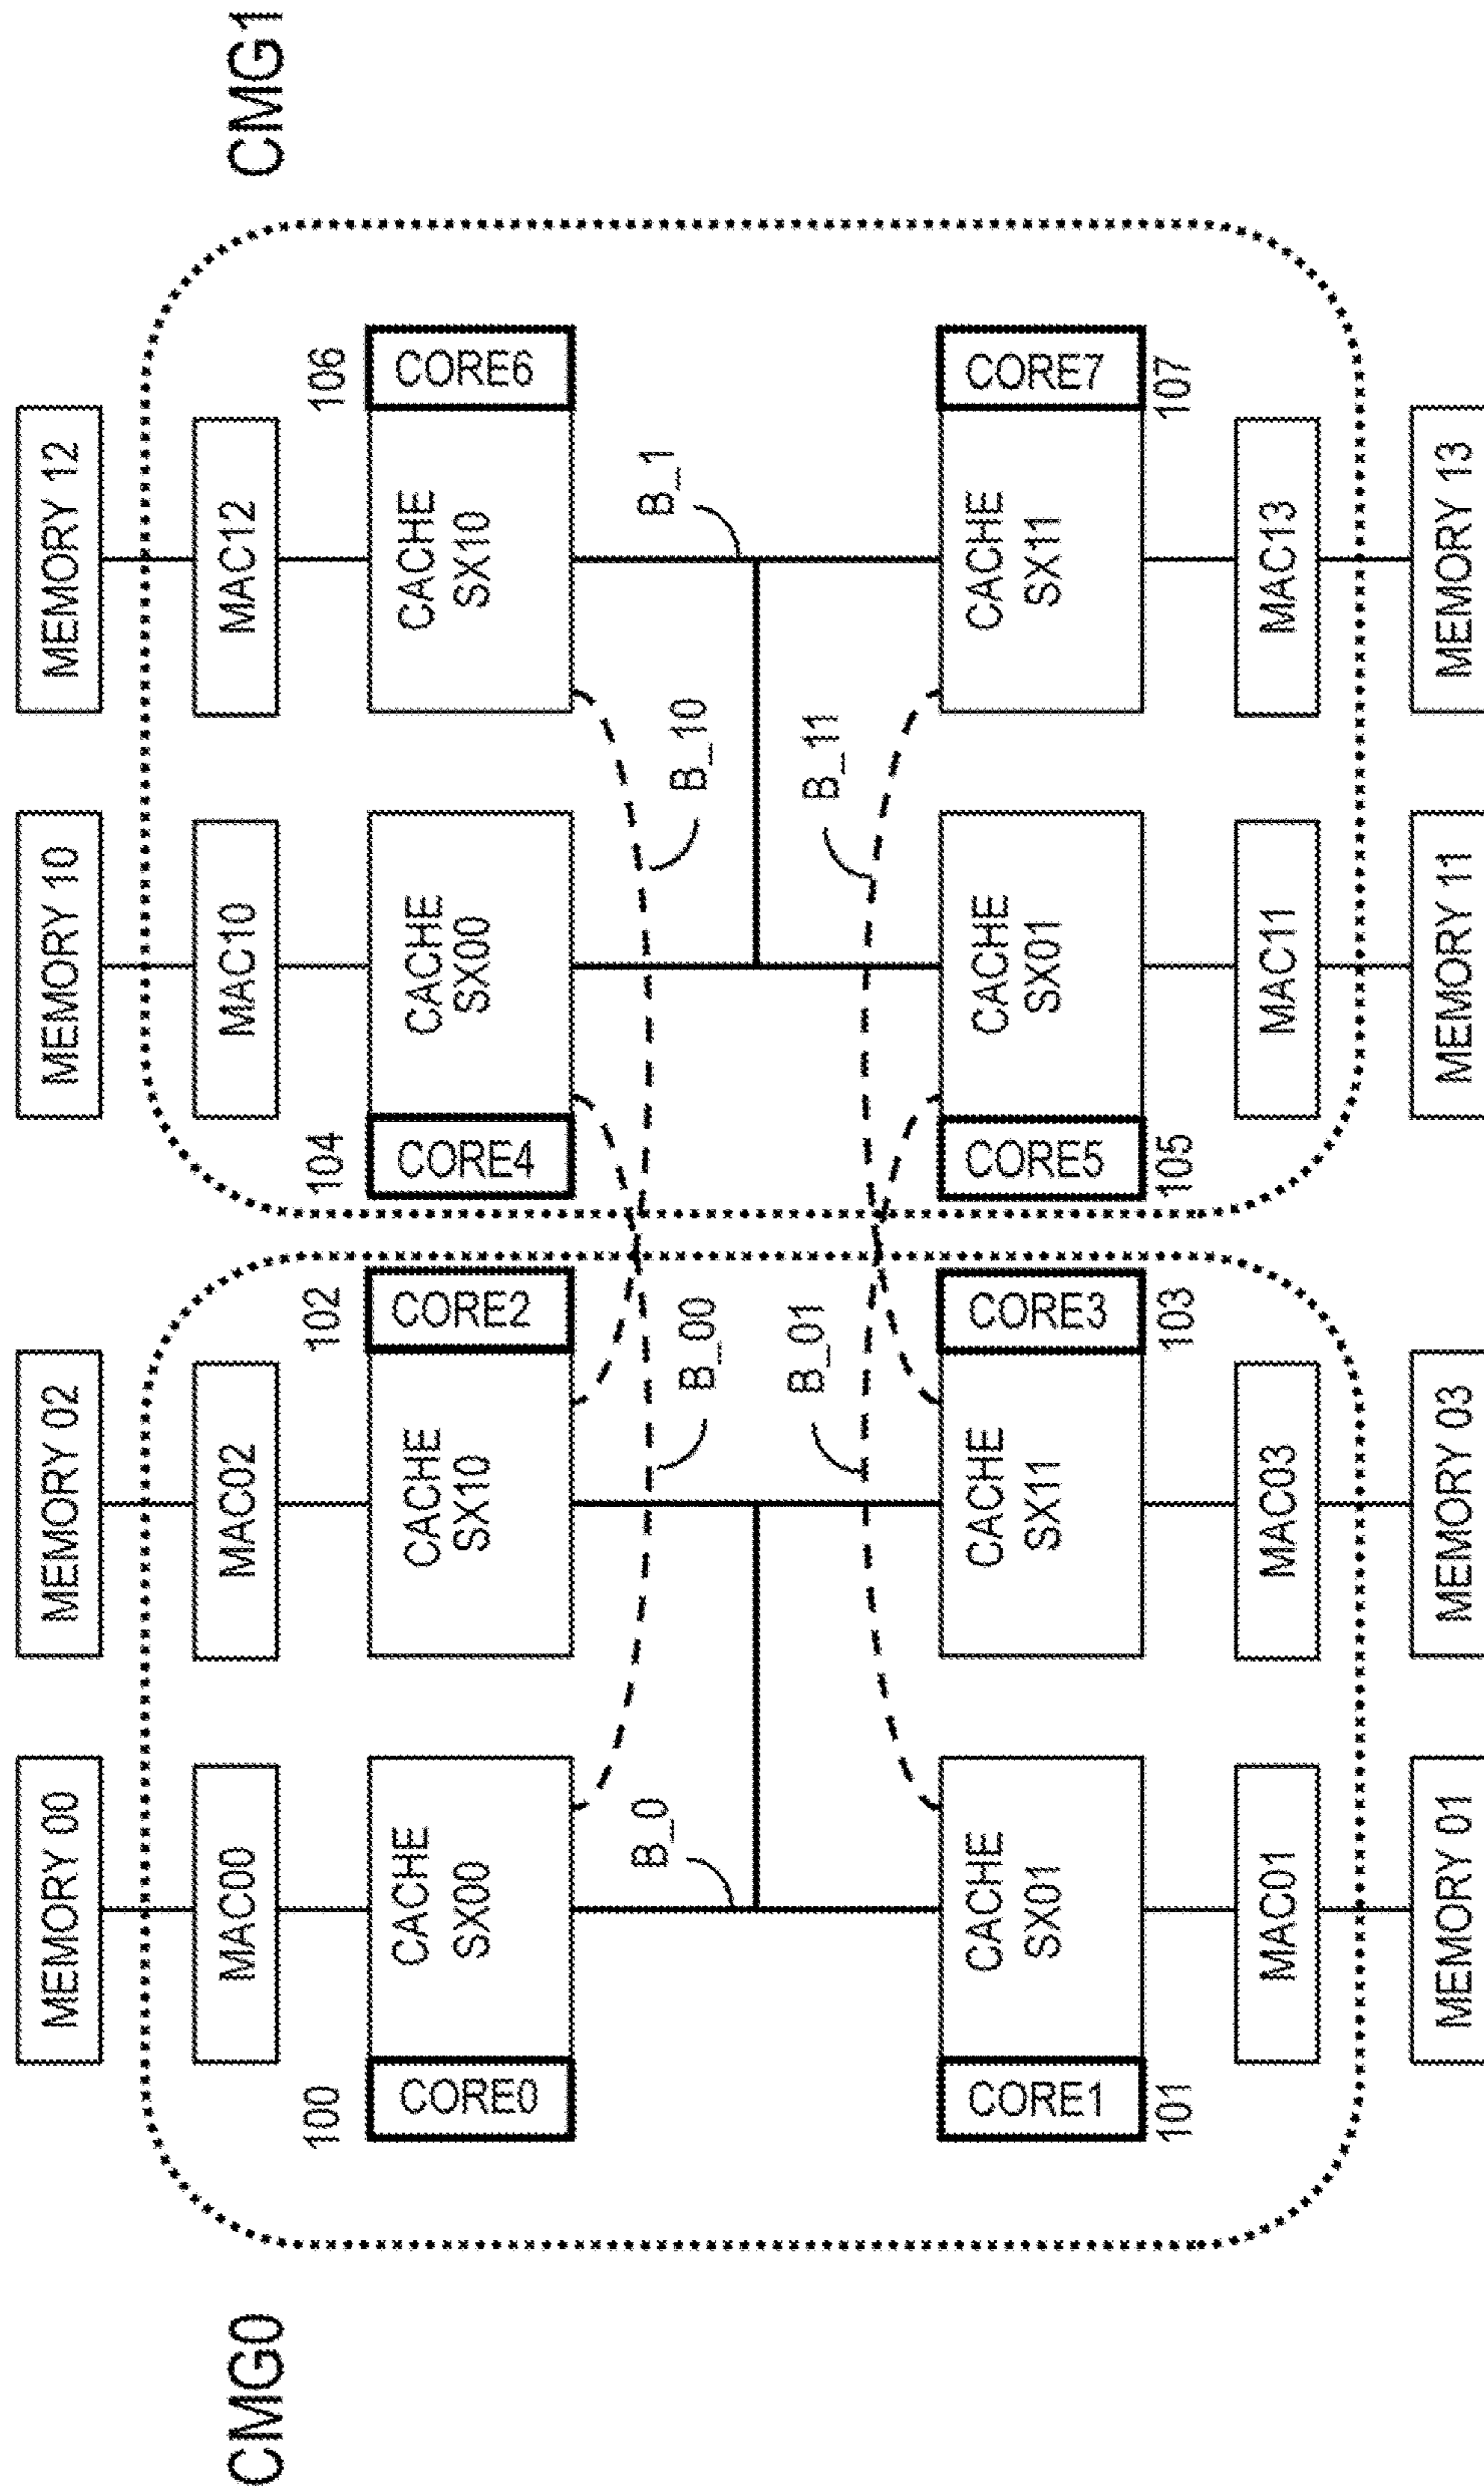 CMG0
CMG1
MEMORY 00
MEMORY 02
MEMORY 10
MEMORY 12
MAC00
MAC02
MAC10
MAC12
100
102
104
106
CORE0
CACHE
SX00
CACHE
SX10
CORE2
CORE4
CACHE
SX00
CACHE
SX10
CORE6
B_0
B_00
B_10
B_1
B_01
B_11
CORE1
CACHE
SX01
CACHE
SX11
CORE3
CORE5
CACHE
SX01
CACHE
SX11
CORE7
101
103
105
107
MAC01
MAC03
MAC11
MAC13
MEMORY 01
MEMORY 03
MEMORY 11
MEMORY 13